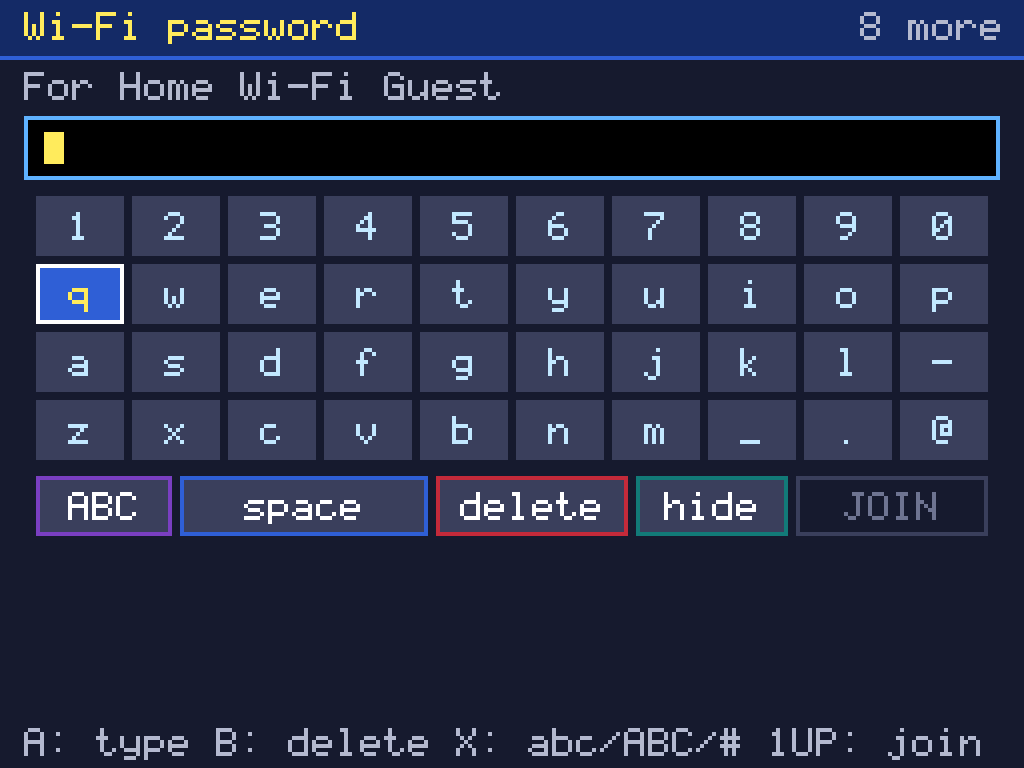 Wi-Fi password 8 more
For Home Wi-Fi Guest
1 2 3 4 5 6 7 8 9 0
q w e r t y u i o p
a s d f g h j k l -
z x c v b n m _ . @
ABC space delete hide JOIN
A: type B: delete X: abc/ABC/# 1UP: join